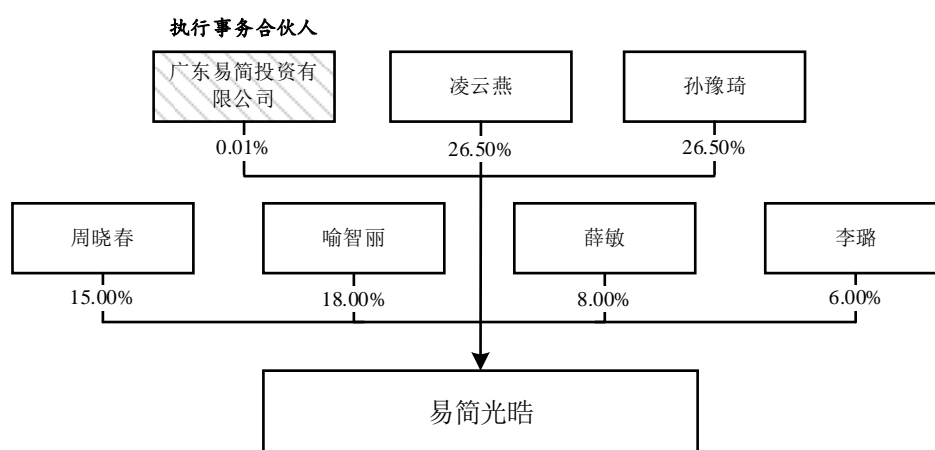 执行事务合伙人
广东易简投资有
限公司
凌云燕
孙豫琦
0.01%
26.50%
26.50%
周晓春
喻智丽
薛敏
李璐
15.00%
18.00%
8.00%
6.00%
易简光晧